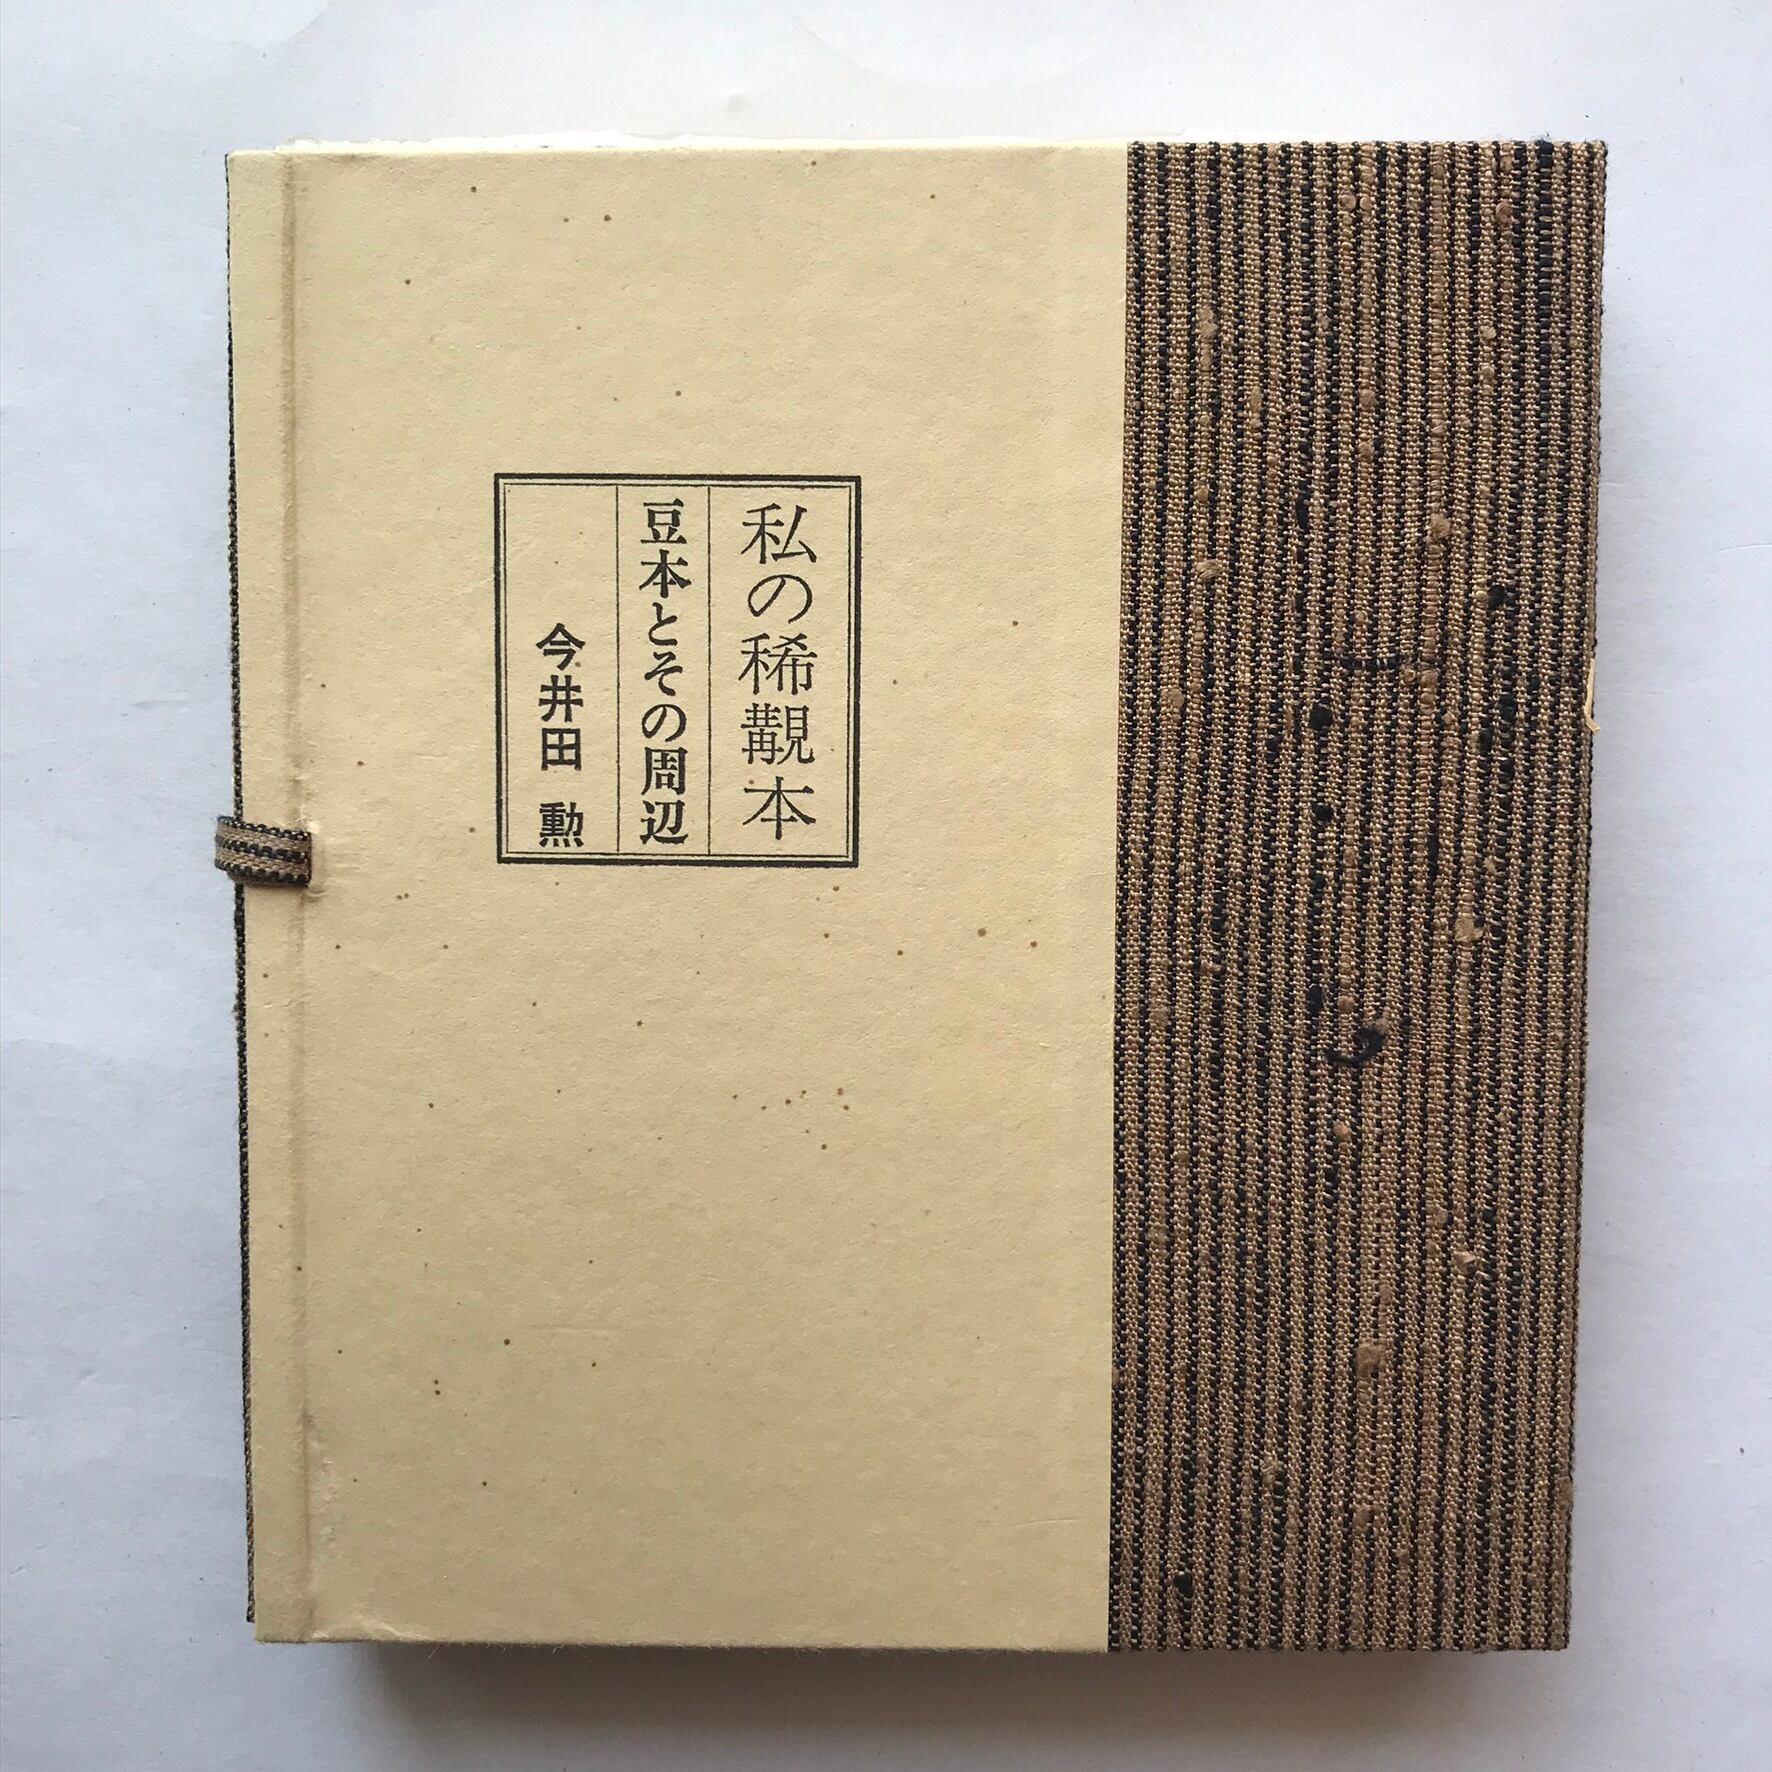 私の稀覯本
豆本とその周辺
今井田 勲